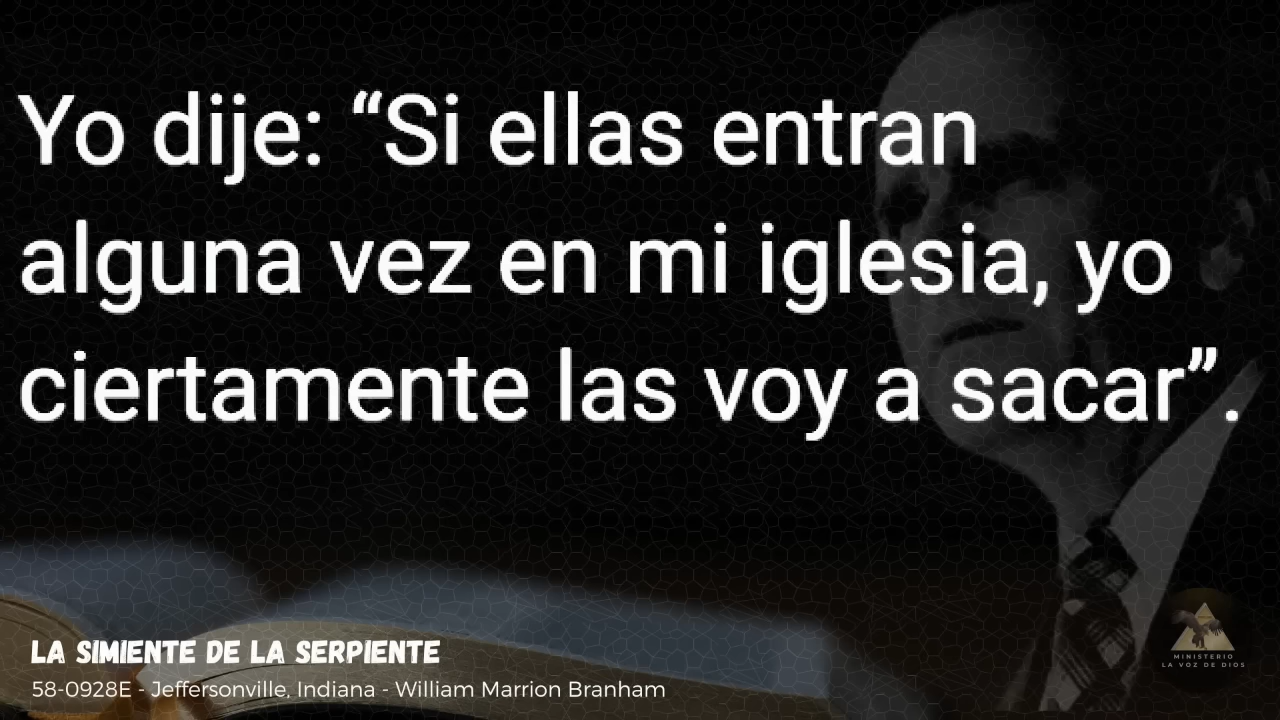 Yo dije: “Si ellas entran
alguna vez en mi iglesia, yo
ciertamente las voy a sacar”.
LA SIMIENTE DE LA SERPIENTE
58-0928E - Jeffersonville, Indiana - William Marrion Branham
MINISTERIO
LA VOZ DE DIOS